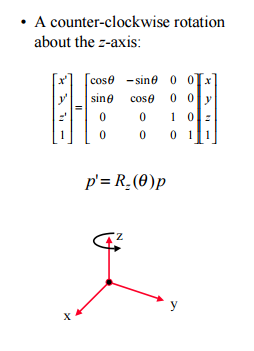 • A counter-clockwise rotation
about the z-axis:
[x'] [cosθ −sinθ 0 0] [x]
[y'] = [sinθ cosθ 0 0] [y]
[z'] [0 0 1 0] [z]
[1] [0 0 0 1] [1]
p'= R_z(θ)p
z
y
x